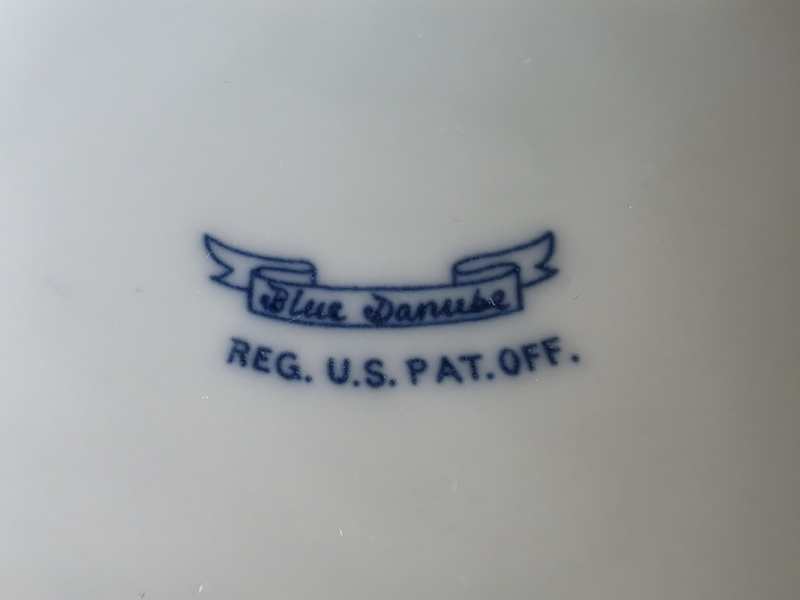 Blue Danube
REG. U.S. PAT. OFF.